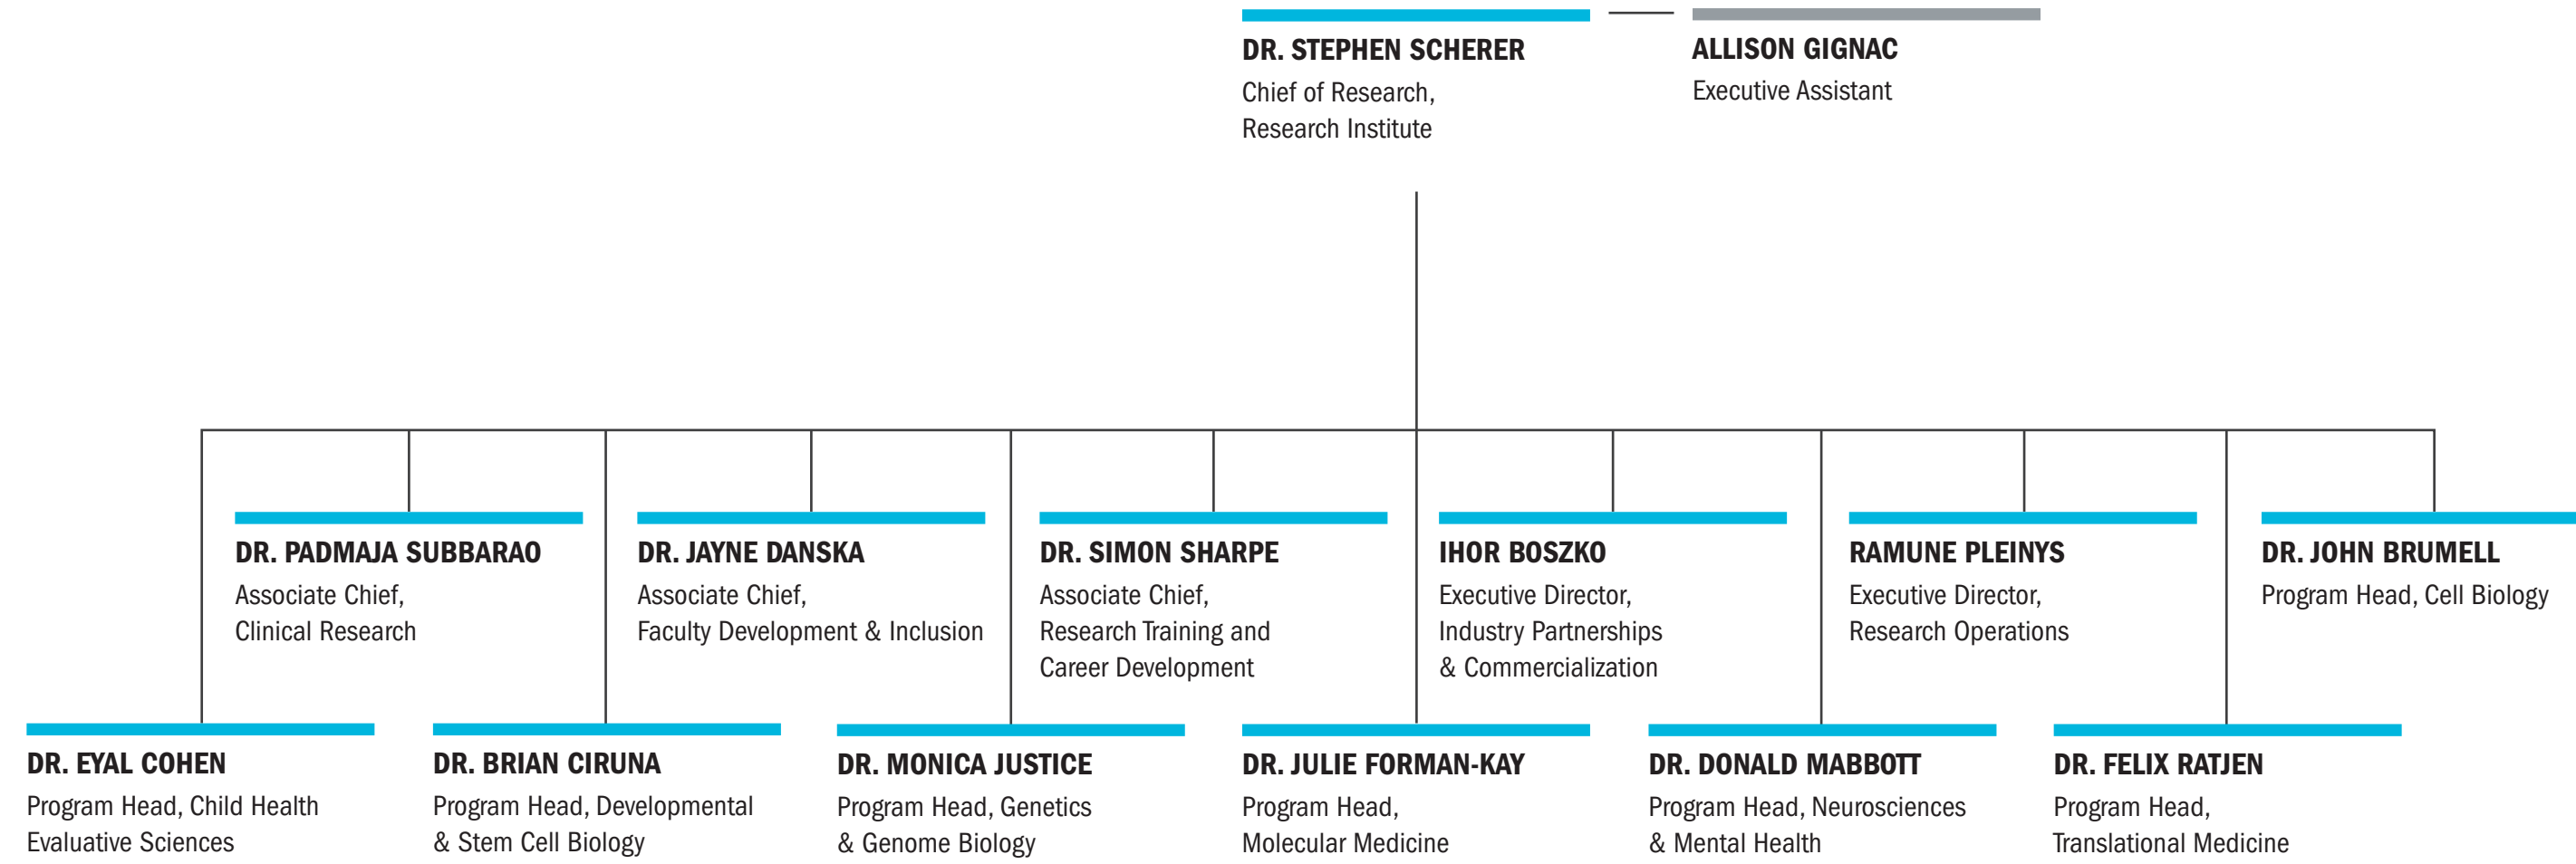 DR. STEPHEN SCHERER
Chief of Research,
Research Institute
ALLISON GIGNAC
Executive Assistant
DR. PADMAJA SUBBARAO
Associate Chief,
Clinical Research
DR. JAYNE DANSKA
Associate Chief,
Faculty Development & Inclusion
DR. SIMON SHARPE
Associate Chief,
Research Training and
Career Development
IHOR BOSZKO
Executive Director,
Industry Partnerships
& Commercialization
RAMUNE PLEINYS
Executive Director,
Research Operations
DR. JOHN BRUMELL
Program Head, Cell Biology
DR. EYAL COHEN
Program Head, Child Health
Evaluative Sciences
DR. BRIAN CIRUNA
Program Head, Developmental
& Stem Cell Biology
DR. MONICA JUSTICE
Program Head, Genetics
& Genome Biology
DR. JULIE FORMAN-KAY
Program Head,
Molecular Medicine
DR. DONALD MABBOTT
Program Head, Neurosciences
& Mental Health
DR. FELIX RATJEN
Program Head,
Translational Medicine